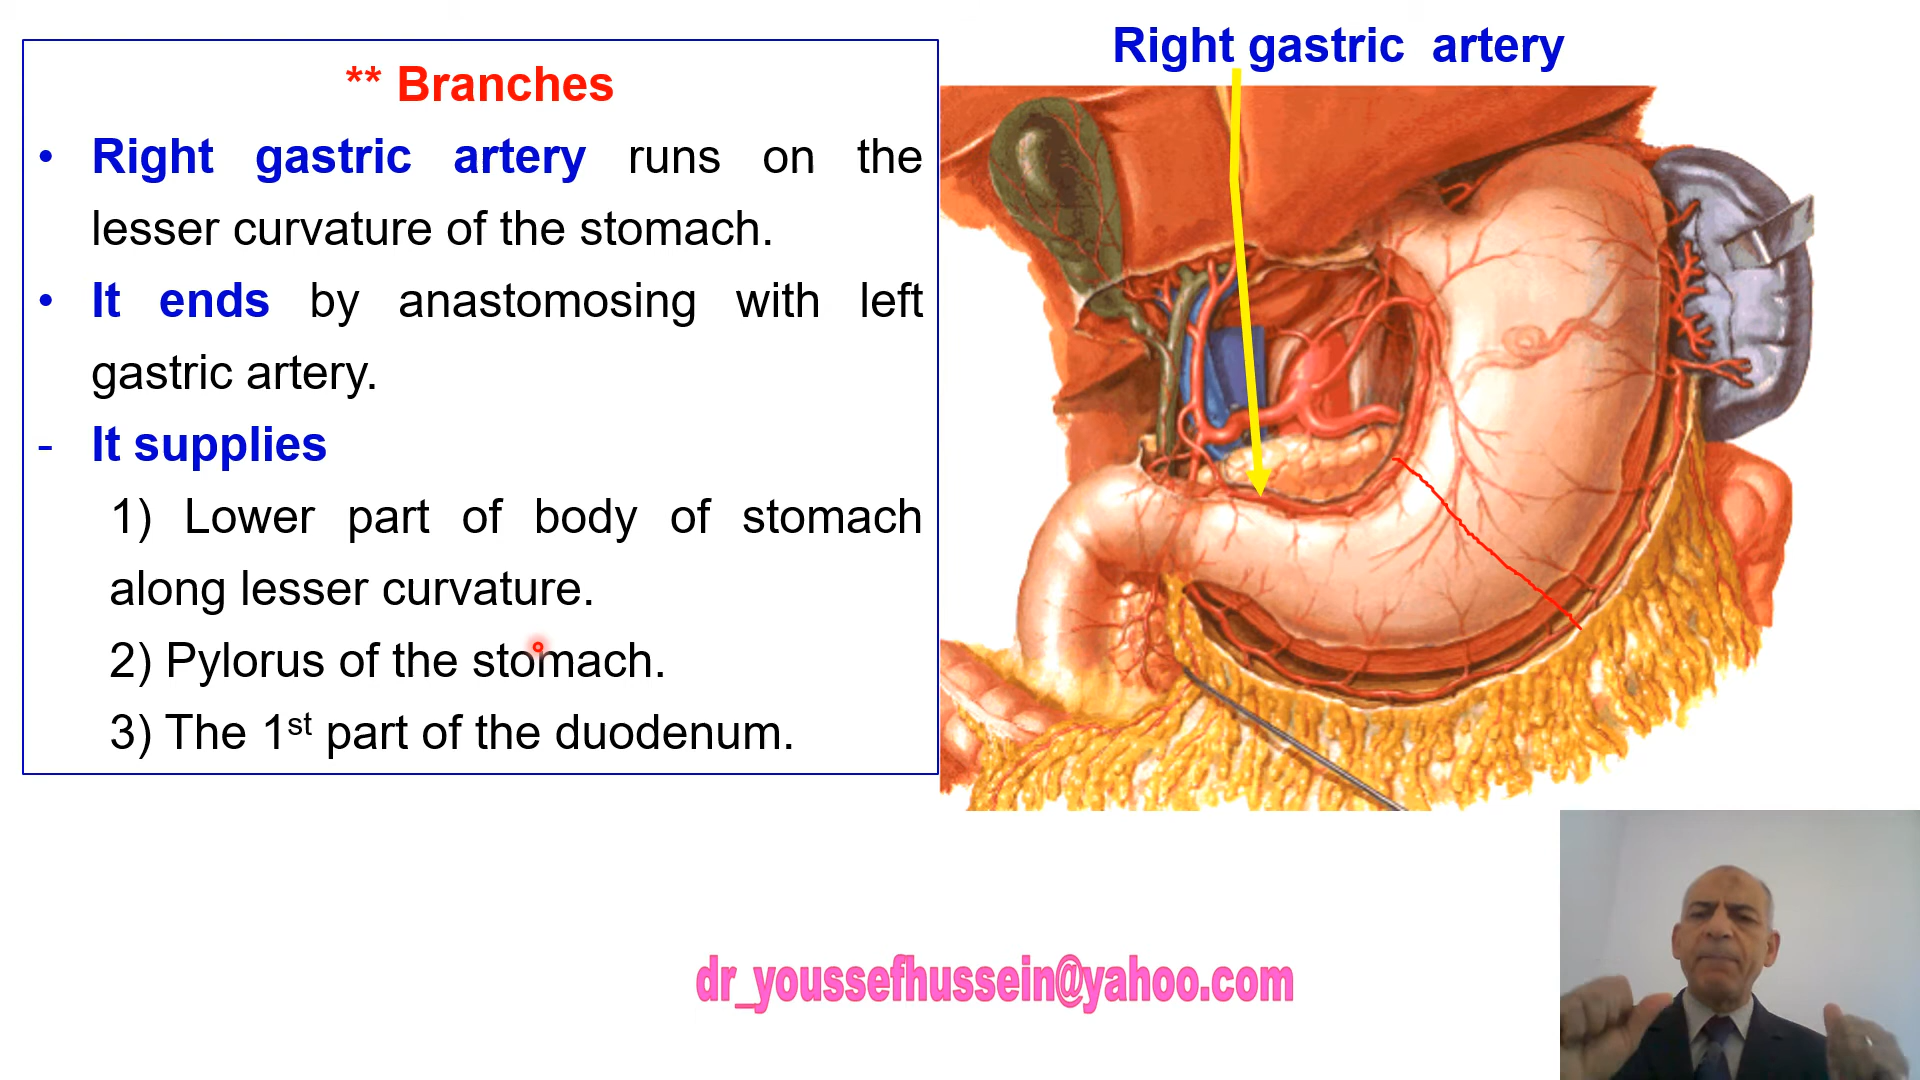 Right gastric artery
** Branches
• Right gastric artery runs on the
lesser curvature of the stomach.
• It ends by anastomosing with left
gastric artery.
- It supplies
1) Lower part of body of stomach
along lesser curvature.
2) Pylorus of the stomach.
3) The 1st part of the duodenum.
dr_youssefhussein@yahoo.com